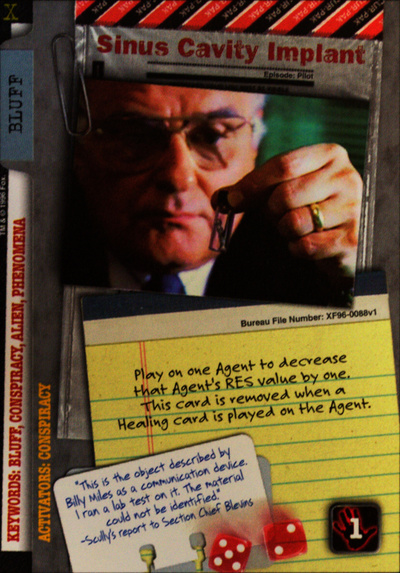 X
BLUFF
TM & © 1996 Fox.
KEYWORDS: BLUFF, CONSPIRACY, ALIEN, PHENOMENA
ACTIVATORS: CONSPIRACY
Sinus Cavity Implant
Episode: Pilot
Bureau File Number: XF96-0088v1
Play on one Agent to decrease
that Agent's RES value by one.
This card is removed when a
Healing card is played on the Agent.
"This is the object described by
Billy Miles as a communication device.
I ran a lab test on it. The material
could not be identified"
-Scully's report to Section Chief Blevins
1